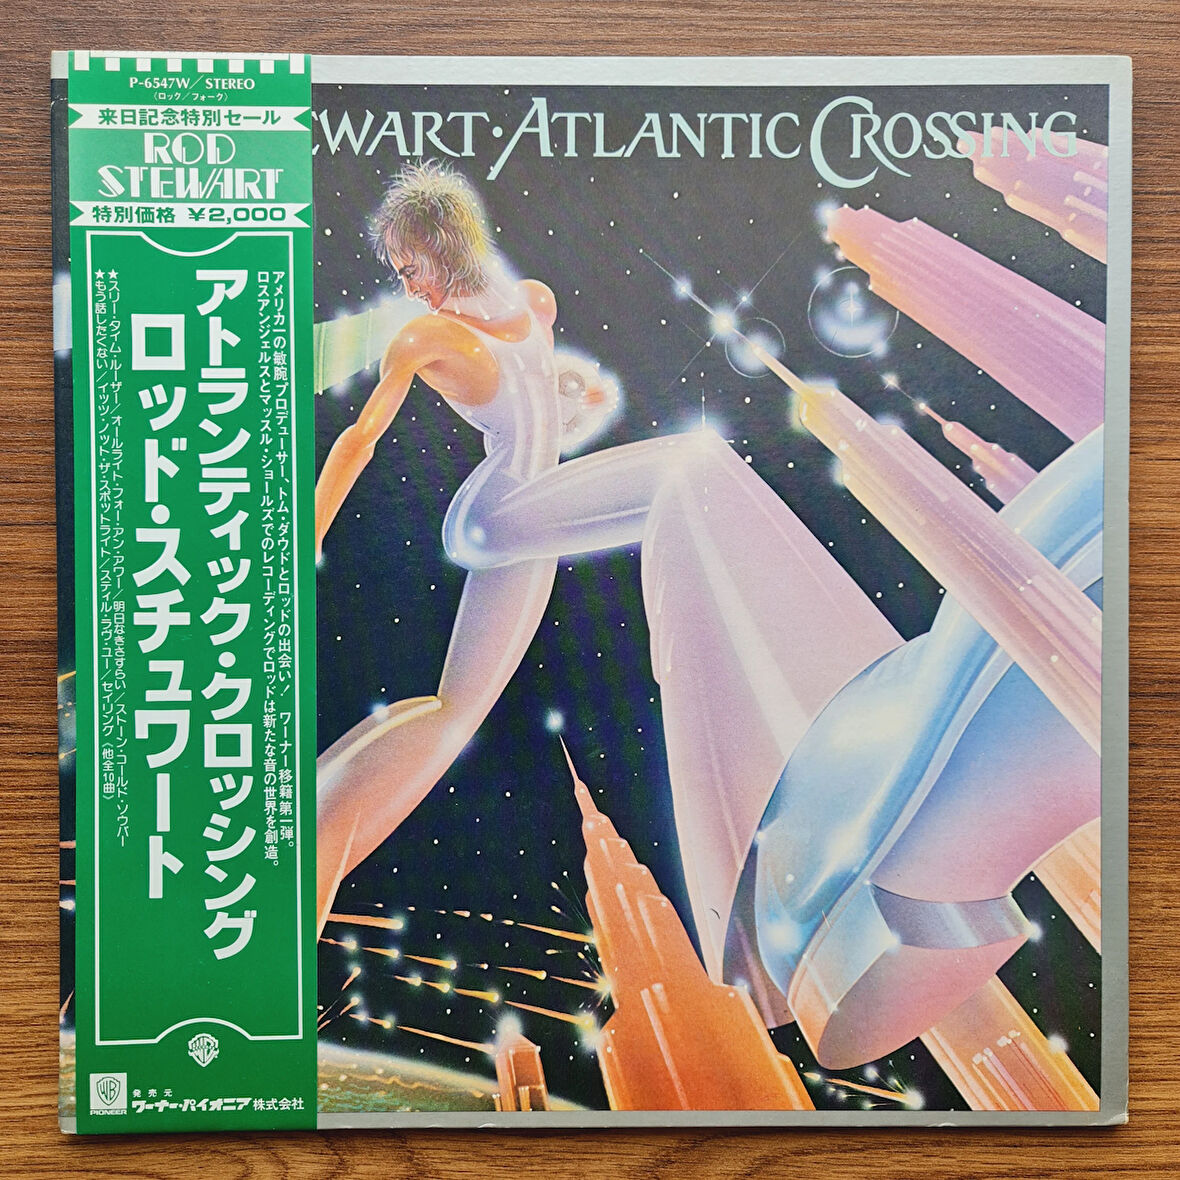 P-6547W/STEREO
(ロック/フォーク)
来日記念特別セール
ROD
STEWART
特別価格 ¥2,000
アメリカ一の敏腕プロデューサー、トム・ダウドとロッドの出会い! ワーナー移籍第一弾。
ロスアンジェルスとマッスル・ショールズでのレコーディングでロッドは新たな音の世界を創造。
アトランティック・クロッシング
ロッド・スチュワート
★スリー・タイム・ルーザー/オールライト・フォー・アン・アワー/明日なきさすらい/ストーン・コールド・ソウバー
★もう話したくない/イッツ・ノット・ザ・スポットライト/スティル・ラヴ・ユー/セイリング(他全10曲)
WB
PIONEER
発売元
ワーナー・パイオニア株式会社
EWART・ATLANTIC CROSSING